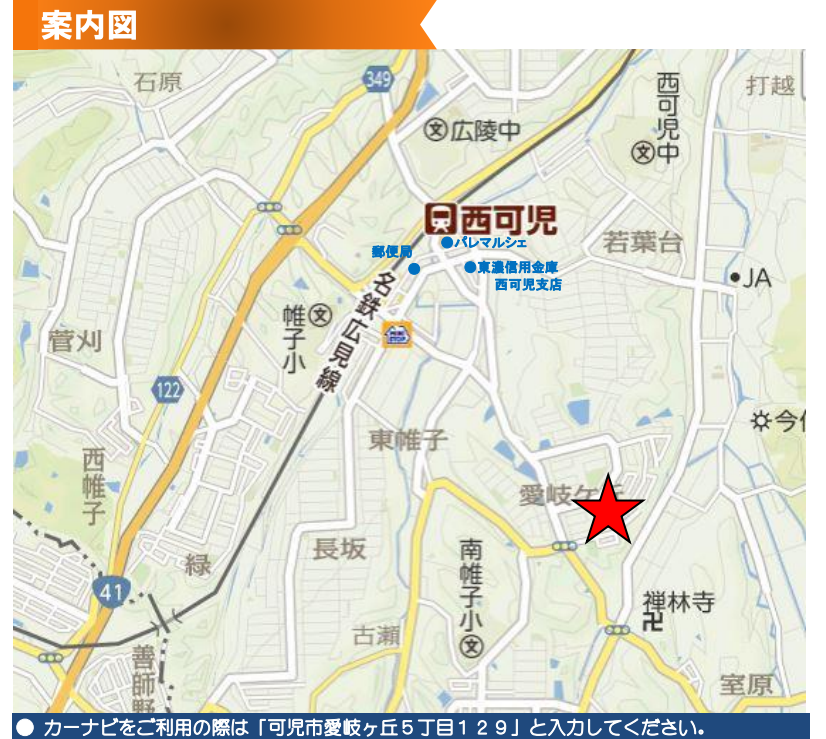 案内図
石原
349
文広陵中
西可児
文中
打越
西可児
パレマルシェ
郵便局
東濃信用金庫
西可児支店
若葉台
JA
名鉄広見線
帷子小
文
菅刈
122
東帷子
西帷子
愛岐ケ丘
緑
長坂
南帷子小
文
41
禅林寺
卍
古瀬
善師野
室原
● カーナビをご利用の際は「可児市愛岐ヶ丘5丁目129」と入力してください。